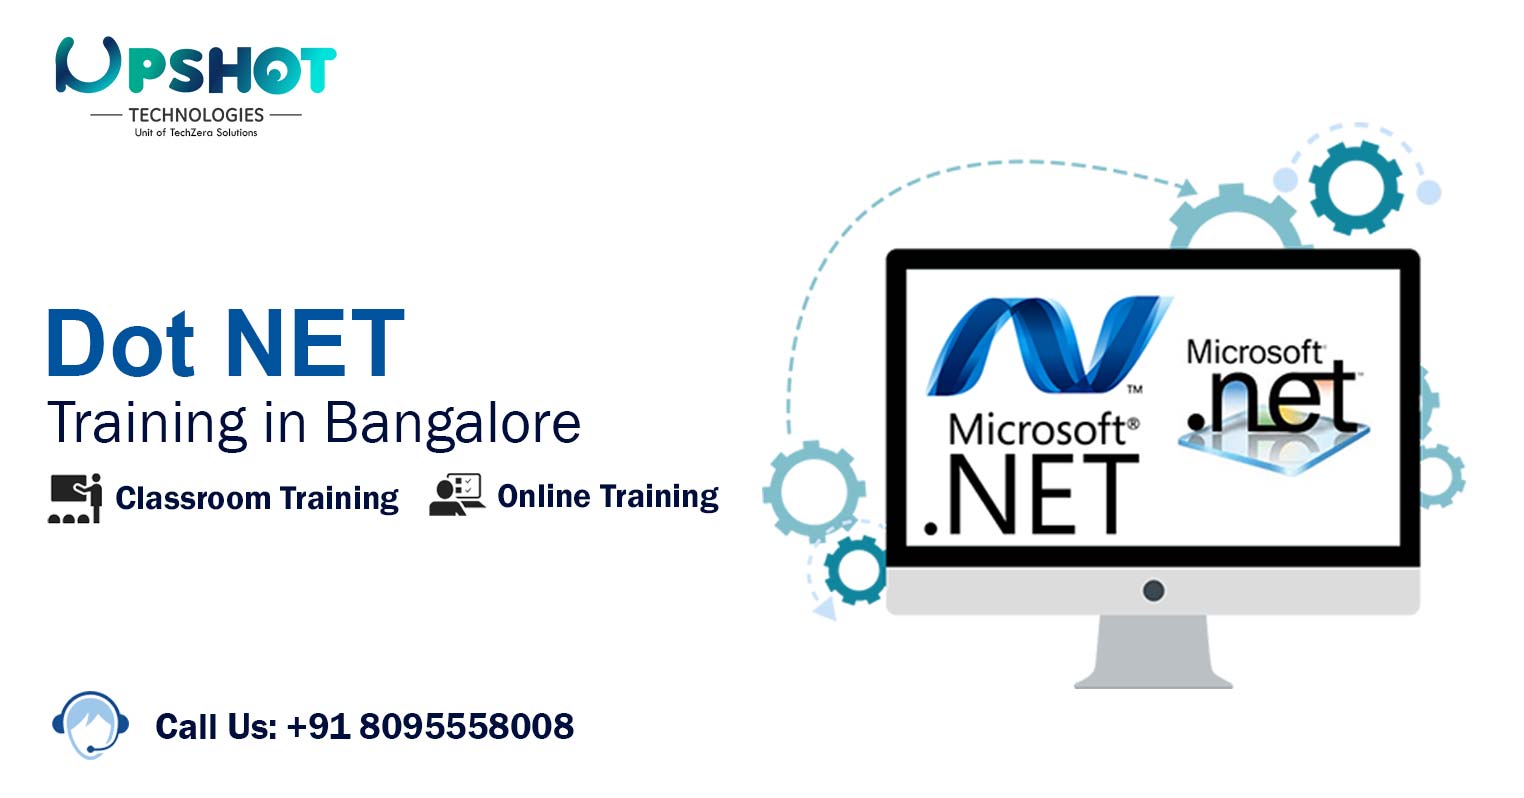 UPSHOT
TECHNOLOGIES
Unit of TechZera Solutions
Dot NET
Training in Bangalore
Classroom Training
Online Training
Call Us: +91 8095558008
TM
Microsoft®
.NET
Microsoft
.net